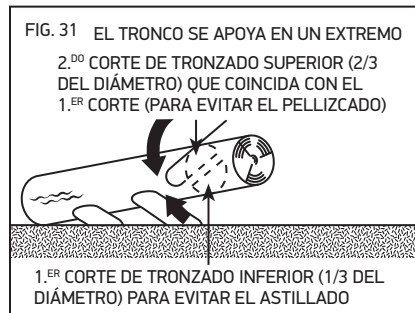 FIG. 31 EL TRONCO SE APOYA EN UN EXTREMO
2.DO CORTE DE TRONZADO SUPERIOR (2/3
DEL DIÁMETRO) QUE COINCIDA CON EL
1.ER CORTE (PARA EVITAR EL PELLIZCADO)
1.ER CORTE DE TRONZADO INFERIOR (1/3 DEL
DIÁMETRO) PARA EVITAR EL ASTILLADO